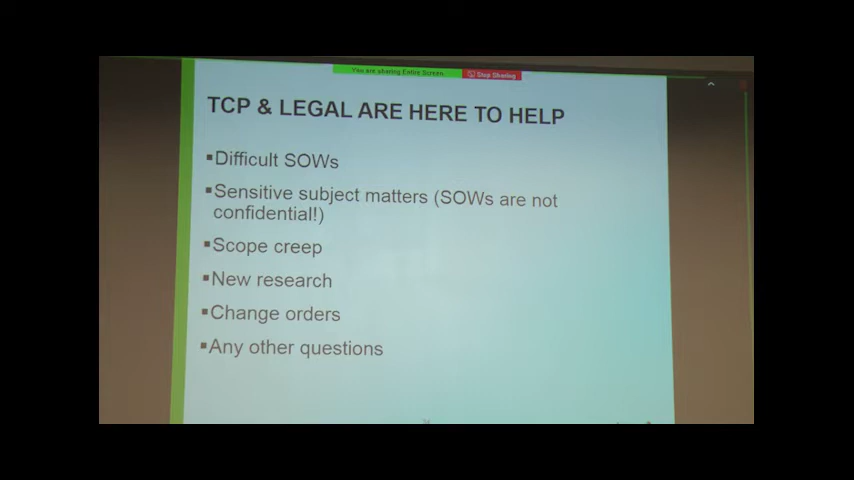 You are sharing Entire Screen
Stop Sharing
TCP & LEGAL ARE HERE TO HELP
▪Difficult SOWs
▪Sensitive subject matters (SOWs are not
confidential!)
▪Scope creep
▪New research
▪Change orders
▪Any other questions